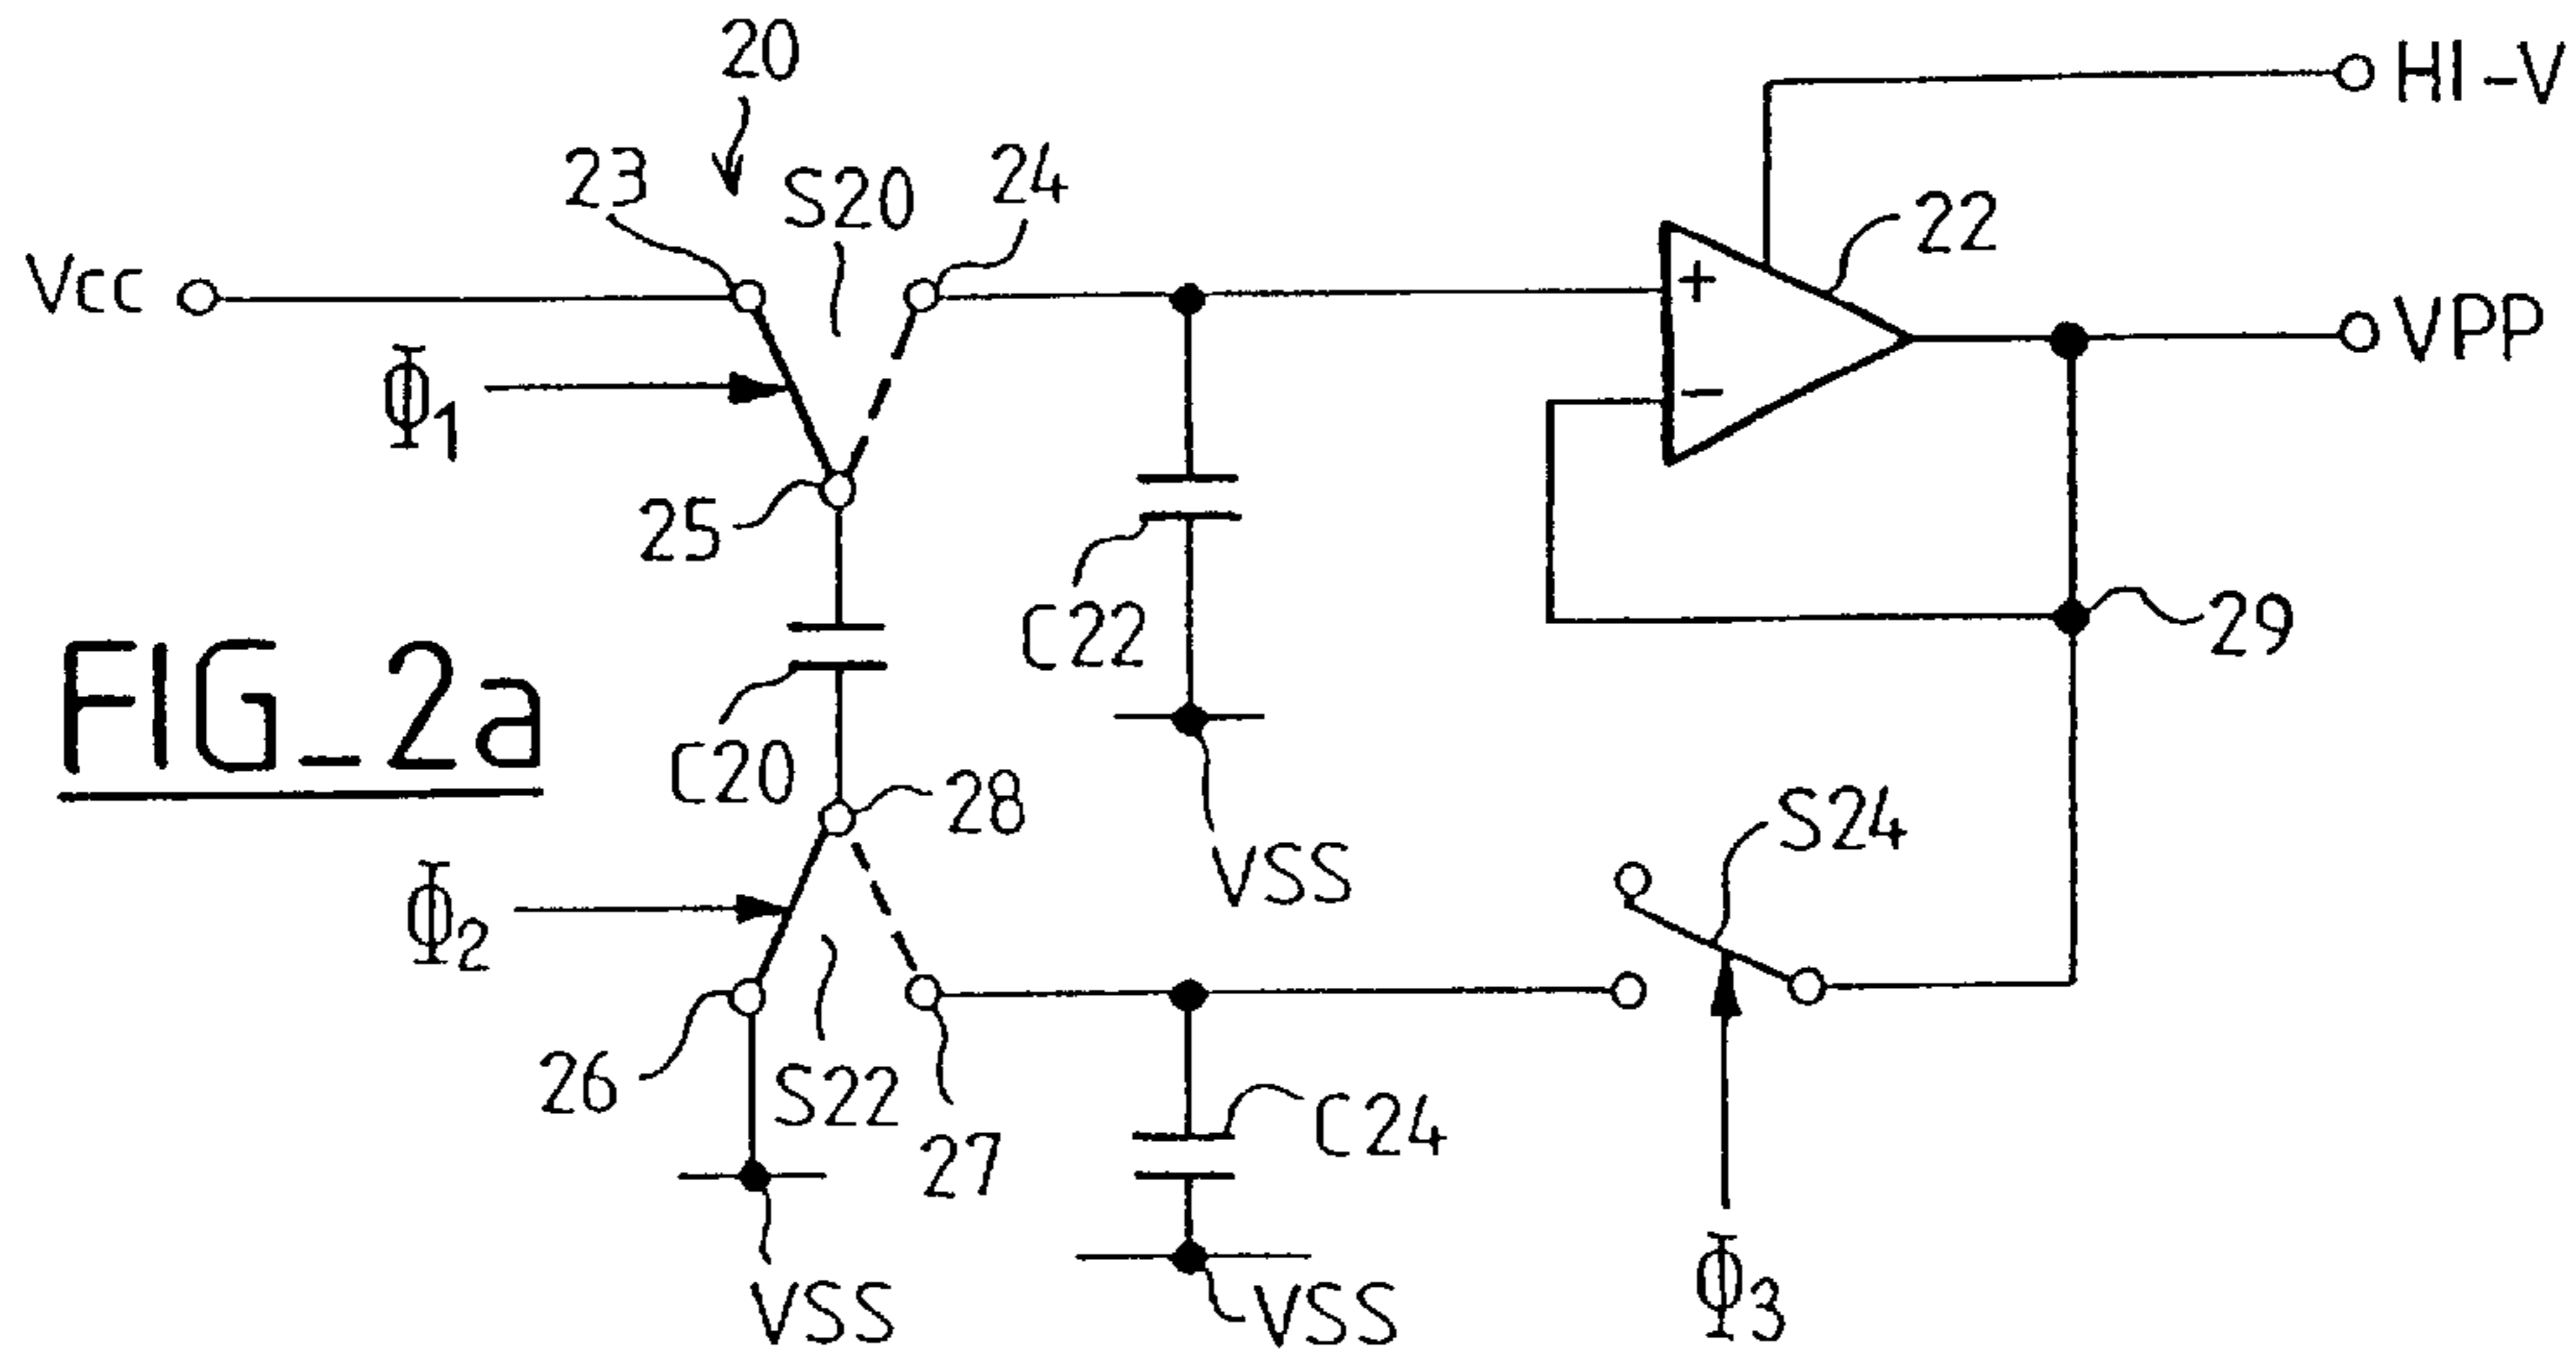 20
HI-V
23
S20
24
22
Vcc
VPP
Φ1
+
-
25
C22
29
FIG_2a
C20
28
S24
VSS
Φ2
26
S22
27
C24
VSS
VSS
Φ3